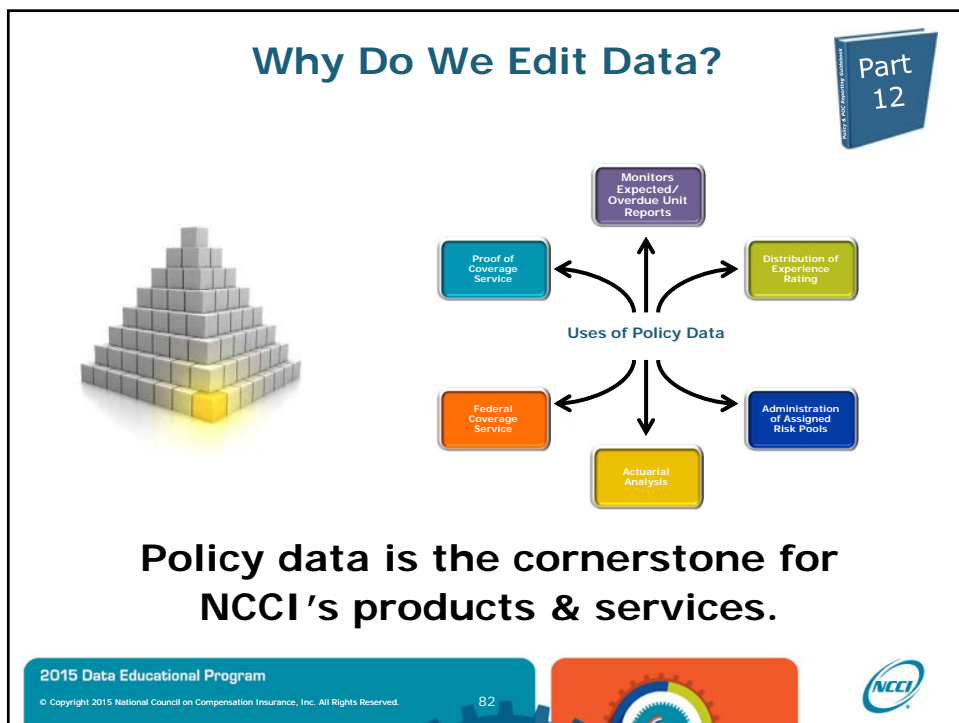 Why Do We Edit Data?
Policy & POC Reporting Guidebook
Part
12
Monitors
Expected/
Overdue Unit
Reports
Proof of
Coverage
Service
Distribution of
Experience
Rating
Uses of Policy Data
Federal
Coverage
Service
Administration
of Assigned
Risk Pools
Actuarial
Analysis
Policy data is the cornerstone for
NCCI's products & services.
2015 Data Educational Program
© Copyright 2015 National Council on Compensation Insurance, Inc. All Rights Reserved.
82
NCCI